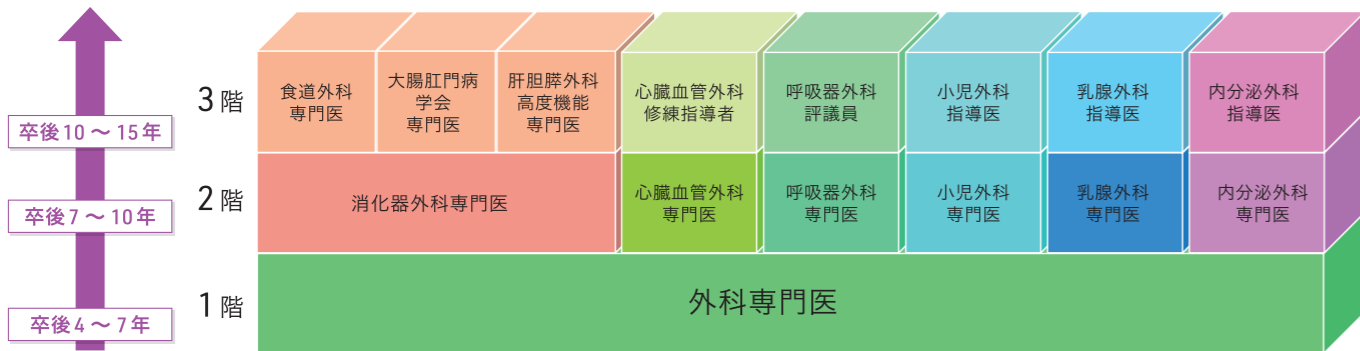 3階
食道外科
専門医
大腸肛門病
学会
専門医
肝胆膵外科
高度機能
専門医
心臓血管外科
修練指導者
呼吸器外科
評議員
小児外科
指導医
乳腺外科
指導医
内分泌外科
指導医
卒後10〜15年
2階
消化器外科専門医
心臓血管外科
専門医
呼吸器外科
専門医
小児外科
専門医
乳腺外科
専門医
内分泌外科
専門医
卒後7〜10年
1階
外科専門医
卒後4〜7年